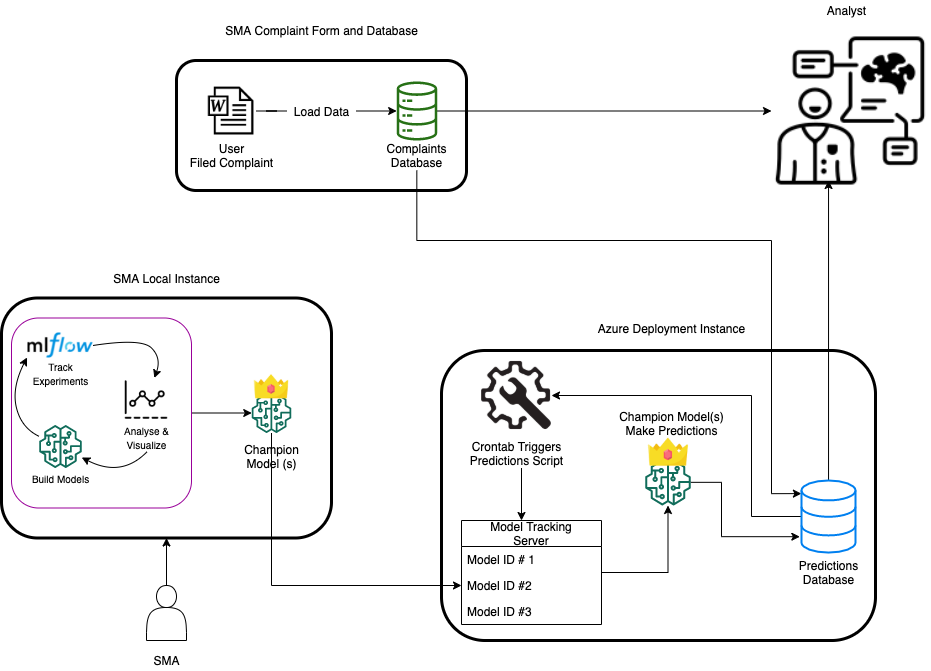 Analyst
SMA Complaint Form and Database
W
Load Data
User
Filed Complaint
Complaints
Database
SMA Local Instance
mlflow
Track
Experiments
Analyse &
Visualize
Build Models
Champion
Model (s)
SMA
Azure Deployment Instance
Crontab Triggers
Predictions Script
Champion Model(s)
Make Predictions
Model Tracking
Server
Model ID # 1
Model ID #2
Model ID #3
Predictions
Database